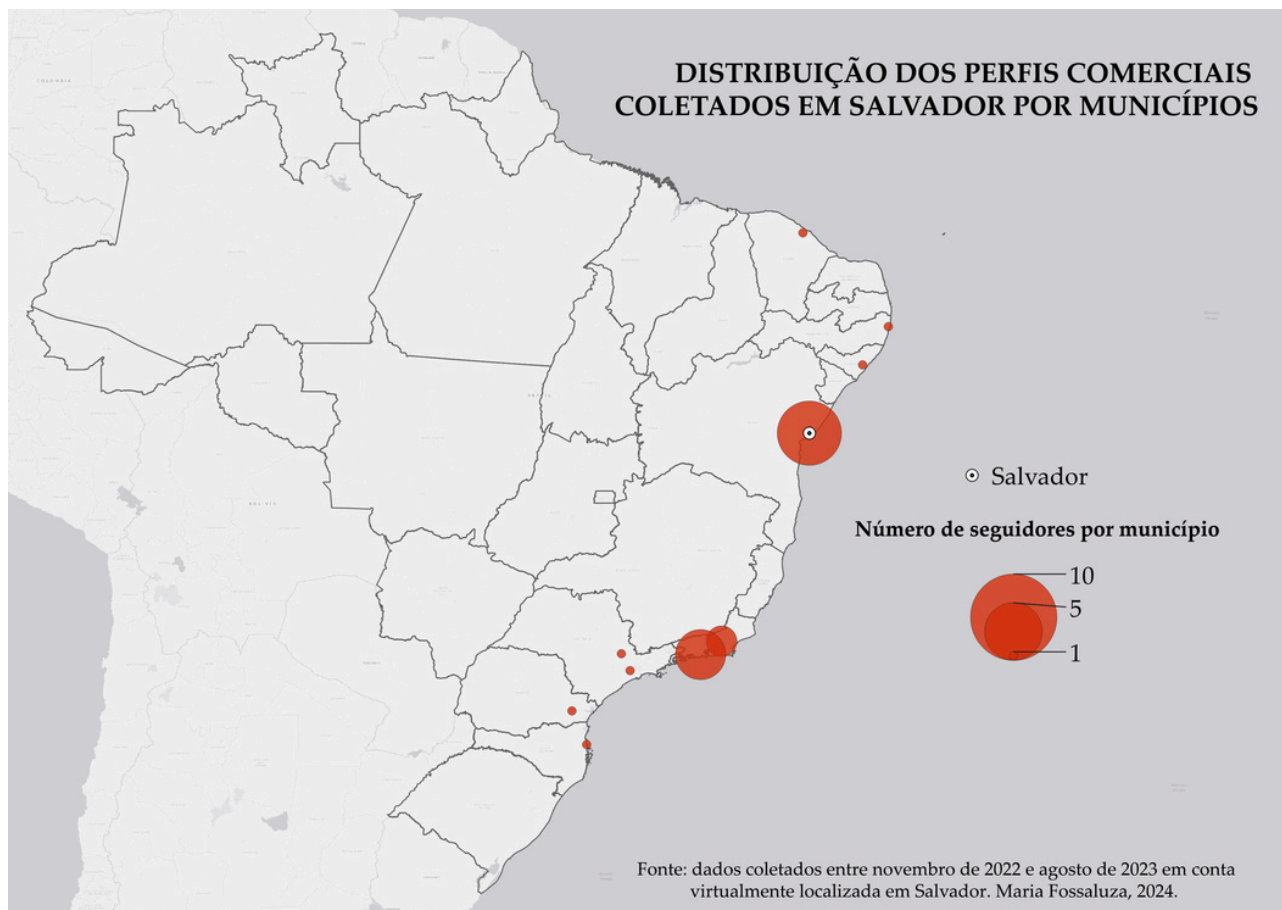 DISTRIBUIÇÃO DOS PERFIS COMERCIAIS
COLETADOS EM SALVADOR POR MUNICÍPIOS
Salvador
Número de seguidores por município
10
5
1
Fonte: dados coletados entre novembro de 2022 e agosto de 2023 em conta
virtualmente localizada em Salvador. Maria Fossaluza, 2024.